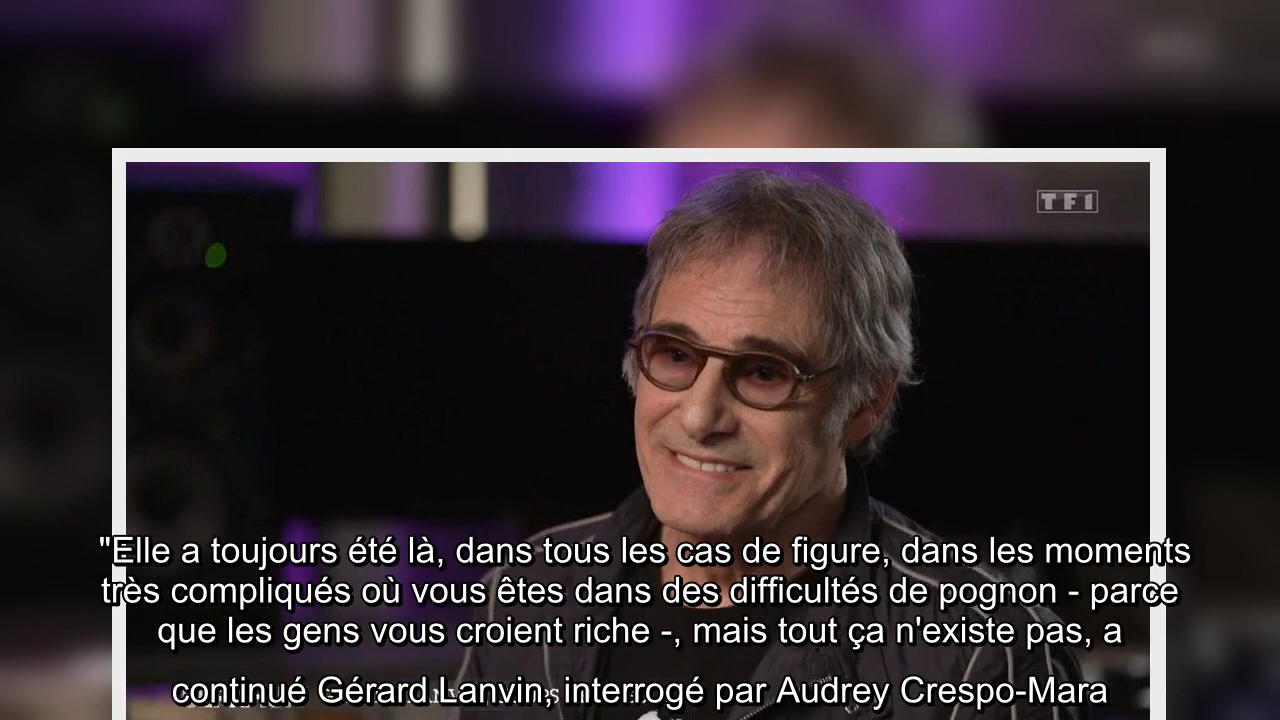 TF1
"Elle a toujours été là, dans tous les cas de figure, dans les moments
très compliqués où vous êtes dans des difficultés de pognon - parce
que les gens vous croient riche -, mais tout ça n'existe pas, a
continué Gérard Lanvin, interrogé par Audrey Crespo-Mara